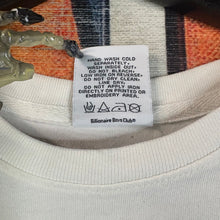 HAND WASH COLD
SEPARATELY.
WASH INSIDE OUT.
DO NOT BLEACH.
LOW IRON ON REVERSE.
DO NOT DRY CLEAN.
LINE DRY.
DO NOT APPLY IRON
DIRECTLY ON PRINTED OR
EMBROIDERY AREA.
Billionaire Boys Club®